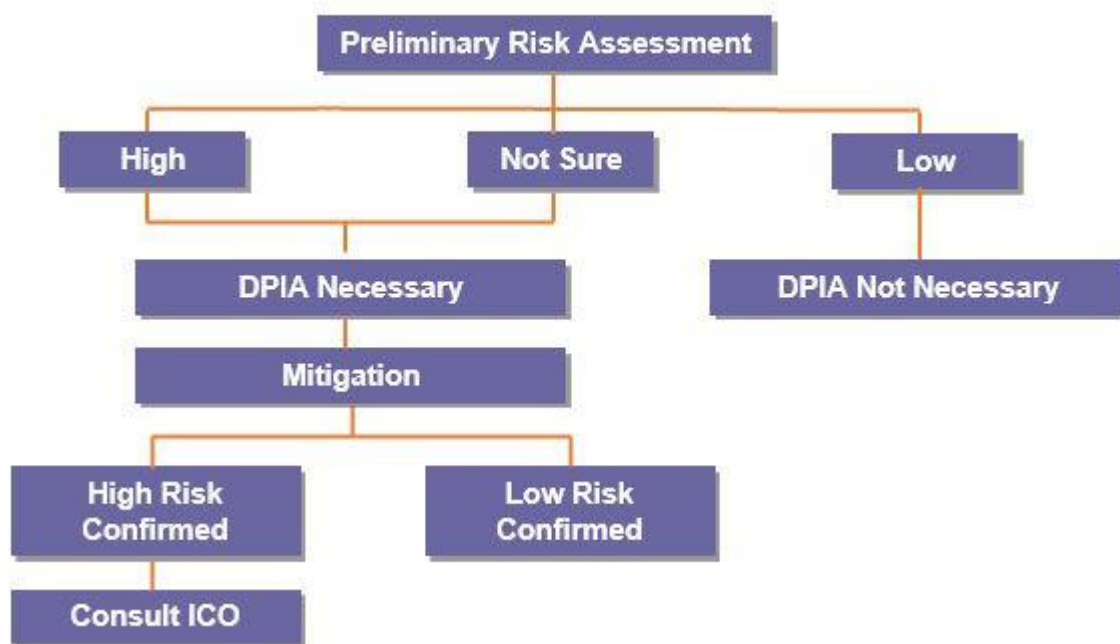 Preliminary Risk Assessment
High
Not Sure
Low
DPIA Necessary
DPIA Not Necessary
Mitigation
High Risk
Confirmed
Low Risk
Confirmed
Consult ICO